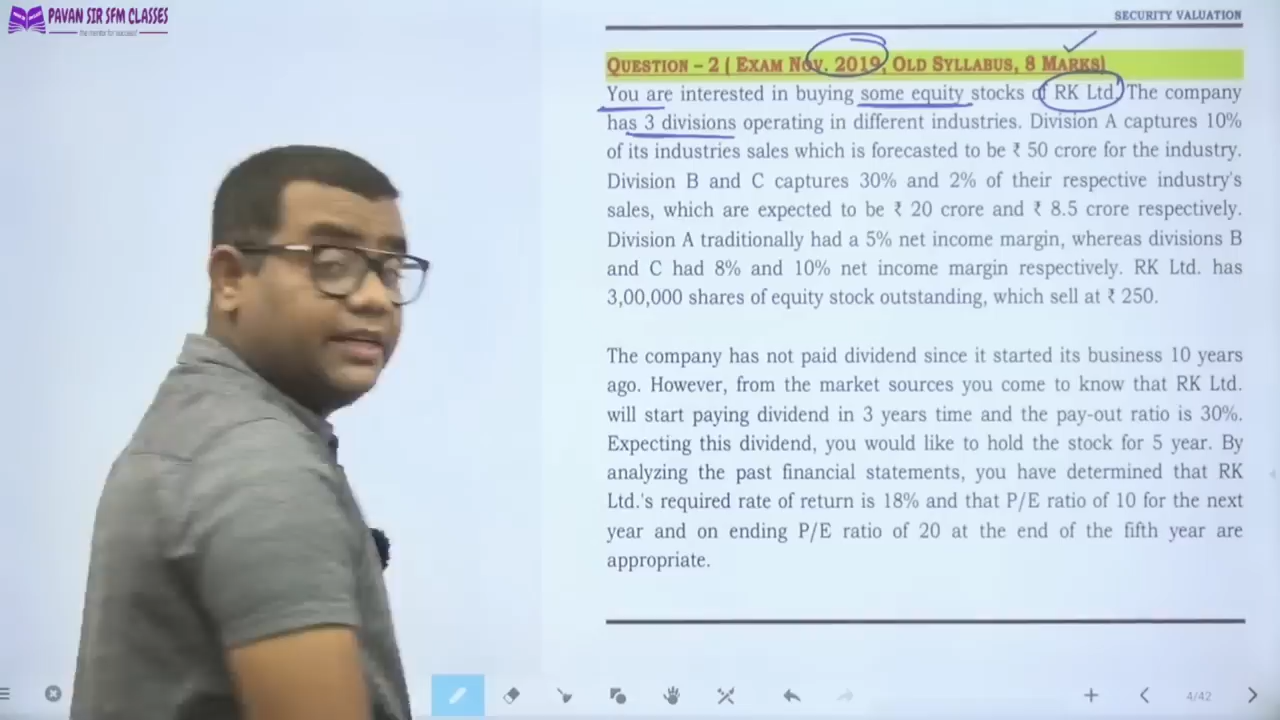 PAVAN SIR SFM CLASSES
the mentor for success!
SECURITY VALUATION
QUESTION – 2 ( EXAM NOV. 2019, OLD SYLLABUS, 8 MARKS)
You are interested in buying some equity stocks of RK Ltd. The company
has 3 divisions operating in different industries. Division A captures 10%
of its industries sales which is forecasted to be ₹ 50 crore for the industry.
Division B and C captures 30% and 2% of their respective industry's
sales, which are expected to be ₹ 20 crore and ₹ 8.5 crore respectively.
Division A traditionally had a 5% net income margin, whereas divisions B
and C had 8% and 10% net income margin respectively. RK Ltd. has
3,00,000 shares of equity stock outstanding, which sell at ₹ 250.
The company has not paid dividend since it started its business 10 years
ago. However, from the market sources you come to know that RK Ltd.
will start paying dividend in 3 years time and the pay-out ratio is 30%.
Expecting this dividend, you would like to hold the stock for 5 year. By
analyzing the past financial statements, you have determined that RK
Ltd.'s required rate of return is 18% and that P/E ratio of 10 for the next
year and on ending P/E ratio of 20 at the end of the fifth year are
appropriate.
4/42